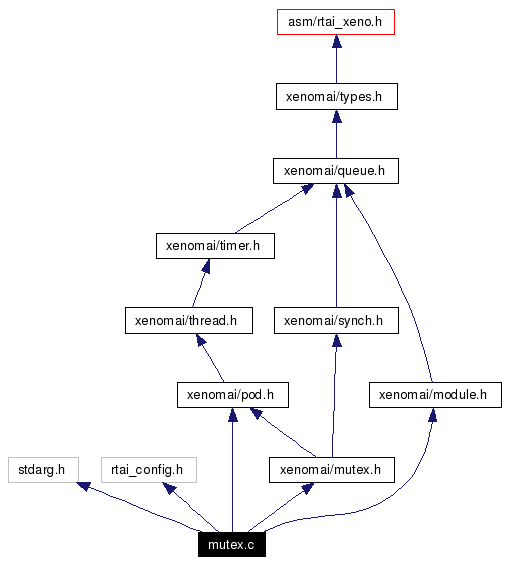 asm/rtai_xeno.h
xenomai/types.h
xenomai/queue.h
xenomai/timer.h
xenomai/thread.h
xenomai/synch.h
xenomai/pod.h
xenomai/module.h
stdarg.h
rtai_config.h
xenomai/mutex.h
mutex.c